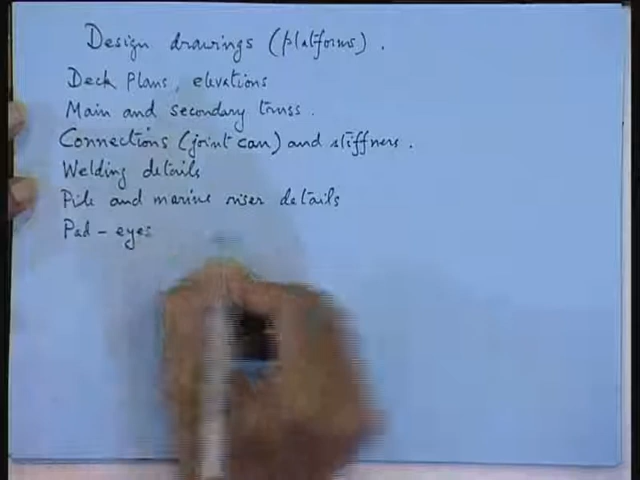 Design drawings (platforms).
Deck Plans, elevations
Main and secondary truss.
Connections (joint can) and stiffners.
Welding details
Pile and marine riser details
Pad - eyes